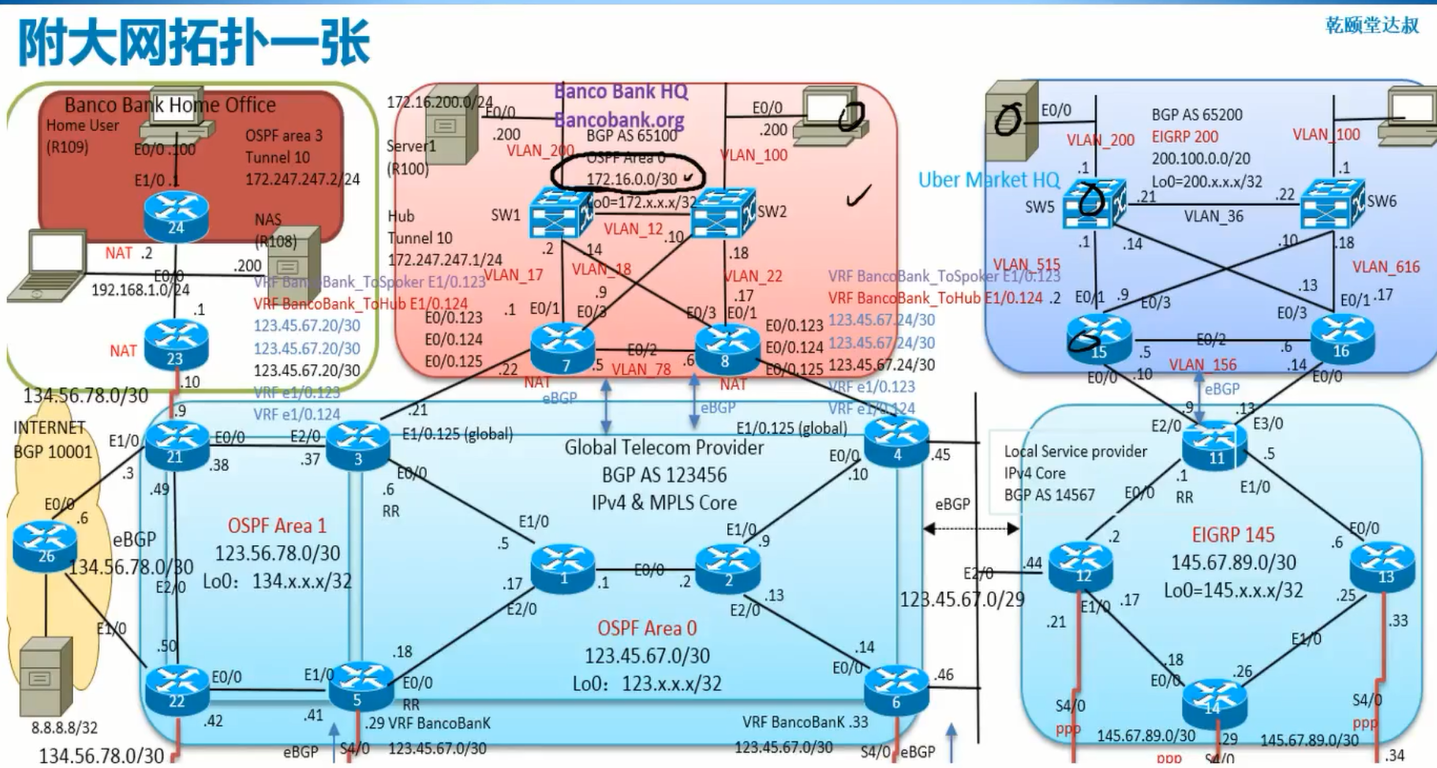 附大网拓扑一张
乾颐堂达叔
Banco Bank Home Office
Home User
(R109)
E0/0 .100
E1/0 .1
OSPF area 3
Tunnel 10
172.247.247.2/24
24
NAT
.2
E0/0
NAS
(R108)
.200
192.168.1.0/24
.1
NAT
23
.10
134.56.78.0/30
.9
VRF BancoBank_ToSpoker E1/0.123
VRF BancoBank_ToHub E1/0.124
123.45.67.20/30
123.45.67.20/30
123.45.67.20/30
VRF e1/0.123
VRF e1/0.124
172.16.200.0/24
E0/0
.200
Server1
(R100)
VLAN_200
Banco Bank HQ
Bancobank.org
BGP AS 65100
OSPF Area 0
172.16.0.0/30
Lo0=172.x.x.x/32
E0/0
.200
VLAN_100
SW1
SW2
VLAN_12
Hub
Tunnel 10
172.247.247.1/24
.2
.14
.10
.18
VLAN_17
VLAN_18
VLAN_22
.9
.17
.1
E0/1
E0/3
E0/3
E0/1
E0/0.123
E0/0.124
E0/0.125
E0/0.123
E0/0.124
E0/0.125
7
8
E0/2
.5
.6
VLAN_78
.22
NAT
NAT
eBGP
eBGP
VRF BancoBank_ToSpoker E1/0.123
VRF BancoBank_ToHub E1/0.124
123.45.67.24/30
123.45.67.24/30
123.45.67.24/30
VRF e1/0.123
VRF e1/0.124
E0/0
VLAN_200
BGP AS 65200
EIGRP 200
200.100.0.0/20
Lo0=200.x.x.x/32
VLAN_100
Uber Market HQ
.1
.1
SW5
SW6
.21
.22
VLAN_36
.1
.14
.10
.18
VLAN_515
VLAN_616
.2
E0/1
.9
E0/3
.13
E0/3
E0/1
.17
15
16
.5
E0/2
.6
VLAN_156
.10
.14
E0/0
E0/0
eBGP
INTERNET
BGP 10001
E1/0
21
E0/0
.38
E2/0
.37
3
.21
E1/0.125 (global)
.3
.49
E0/0
.6
26
eBGP
134.56.78.0/30
E2/0
E1/0
.50
22
E0/0
.42
8.8.8.8/32
134.56.78.0/30
OSPF Area 1
123.56.78.0/30
Lo0：134.x.x.x/32
E1/0
.41
5
E0/0
.6
RR
Global Telecom Provider
BGP AS 123456
IPv4 & MPLS Core
E1/0.125 (global)
4
.45
E0/0
.10
E1/0
.5
1
.1
E0/0
.2
2
E1/0
.9
.17
E2/0
.13
E2/0
OSPF Area 0
123.45.67.0/30
Lo0：123.x.x.x/32
.18
E0/0
RR
.29 VRF BancoBanK
123.45.67.0/30
eBGP
S4/0
.14
E0/0
6
.46
VRF BancoBanK .33
123.45.67.0/30
S4/0
eBGP
eBGP
123.45.67.0/29
.9
.13
E2/0
E3/0
11
Local Service provider
IPv4 Core
BGP AS 14567
.1
RR
E0/0
.5
E1/0
EIGRP 145
145.67.89.0/30
Lo0=145.x.x.x/32
E2/0
.44
12
.2
E0/0
.6
13
.21
E1/0
.17
.25
.33
E1/0
.18
E0/0
.26
14
S4/0
ppp
145.67.89.0/30
.29
145.67.89.0/30
ppp
S4/0
S4/0
ppp
.34